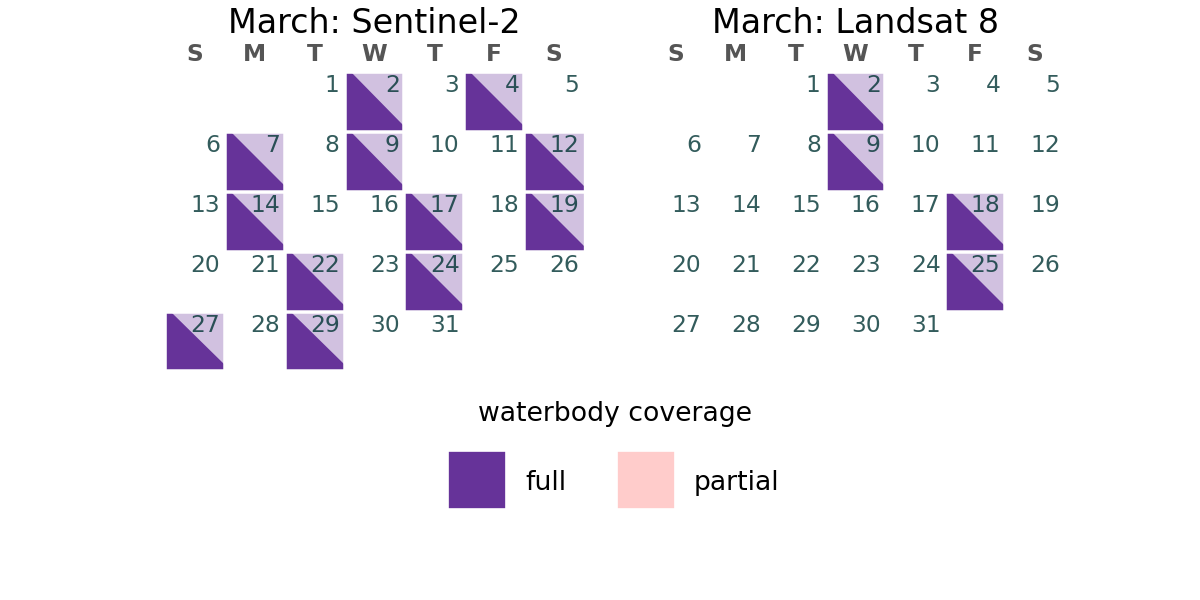 March: Sentinel-2
S M T W T F S
1 2 3 4 5
6 7 8 9 10 11 12
13 14 15 16 17 18 19
20 21 22 23 24 25 26
27 28 29 30 31
March: Landsat 8
S M T W T F S
1 2 3 4 5
6 7 8 9 10 11 12
13 14 15 16 17 18 19
20 21 22 23 24 25 26
27 28 29 30 31
waterbody coverage
full
partial